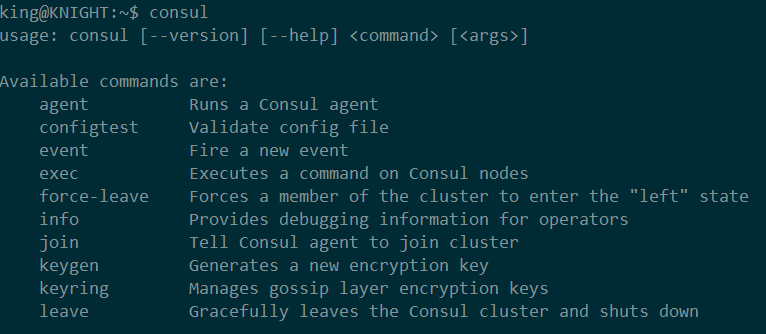 king@KNIGHT:~$ consul
usage: consul [--version] [--help] <command> [<args>]
Available commands are:
agent Runs a Consul agent
configtest Validate config file
event Fire a new event
exec Executes a command on Consul nodes
force-leave Forces a member of the cluster to enter the "left" state
info Provides debugging information for operators
join Tell Consul agent to join cluster
keygen Generates a new encryption key
keyring Manages gossip layer encryption keys
leave Gracefully leaves the Consul cluster and shuts down